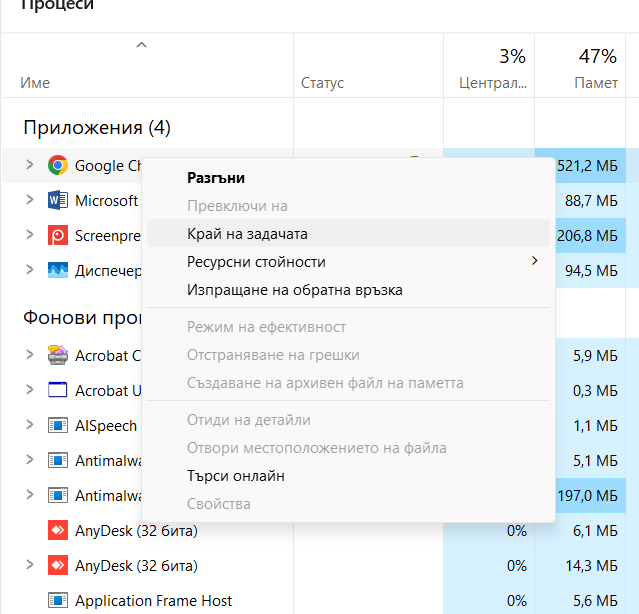 Процеси
3% 47%
Име Статус Централ... Памет
Приложения (4)
Google Ch 521,2 МБ
Разгъни
Превключи на
Microsoft 88,7 МБ
Край на задачата
Screenpre 206,8 МБ
Ресурсни стойности
Диспечер 94,5 МБ
Изпращане на обратна връзка
Фонови про
Режим на ефективност
Acrobat C 5,9 МБ
Отстраняване на грешки
Създаване на архивен файл на паметта
Acrobat U 0,3 МБ
Отиди на детайли
AISpeech 1,1 МБ
Отвори местоположението на файла
Antimalwa 5,1 МБ
Търси онлайн
Antimalwa 197,0 МБ
Свойства
AnyDesk (32 бита) 0% 6,1 МБ
AnyDesk (32 бита) 0% 14,3 МБ
Application Frame Host 0% 5,6 МБ